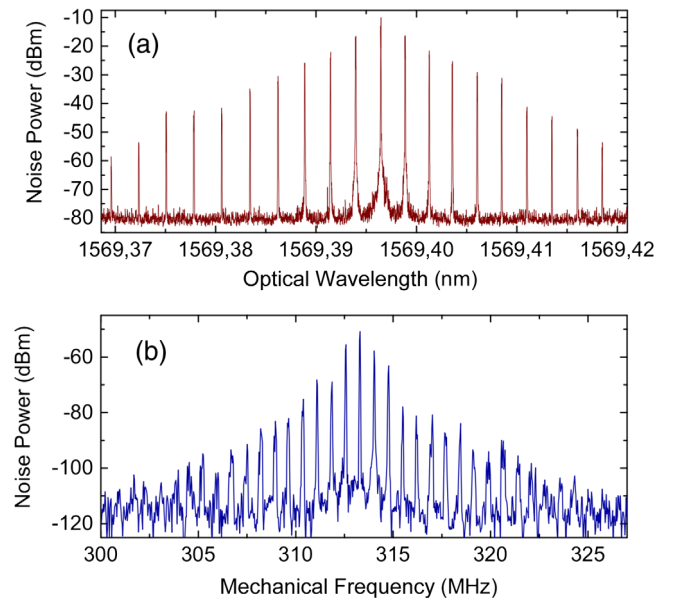 (a)
Noise Power (dBm)
-10
-20
-30
-40
-50
-60
-70
-80
1569,37 1569,38 1569,39 1569,40 1569,41 1569,42
Optical Wavelength (nm)
(b)
Noise Power (dBm)
-60
-80
-100
-120
300 305 310 315 320 325
Mechanical Frequency (MHz)